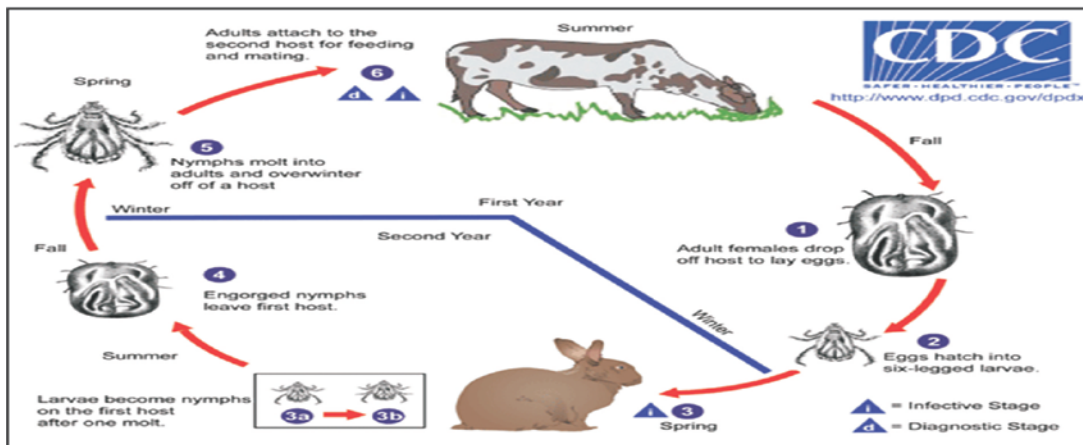 Adults attach to the
second host for feeding
and mating.
Summer
CDC
SAFER·HEALTHIER·PEOPLE™
http://www.dpd.cdc.gov/dpdx
6
d i
Spring
Fall
5
Nymphs molt into
adults and overwinter
off of a host
Winter
First Year
Second Year
1
Adult females drop
off host to lay eggs.
Fall
4
Engorged nymphs
leave first host.
Winter
2
Eggs hatch into
six-legged larvae.
Summer
Larvae become nymphs
on the first host
after one molt.
3a 3b
i 3
Spring
i = Infective Stage
d = Diagnostic Stage